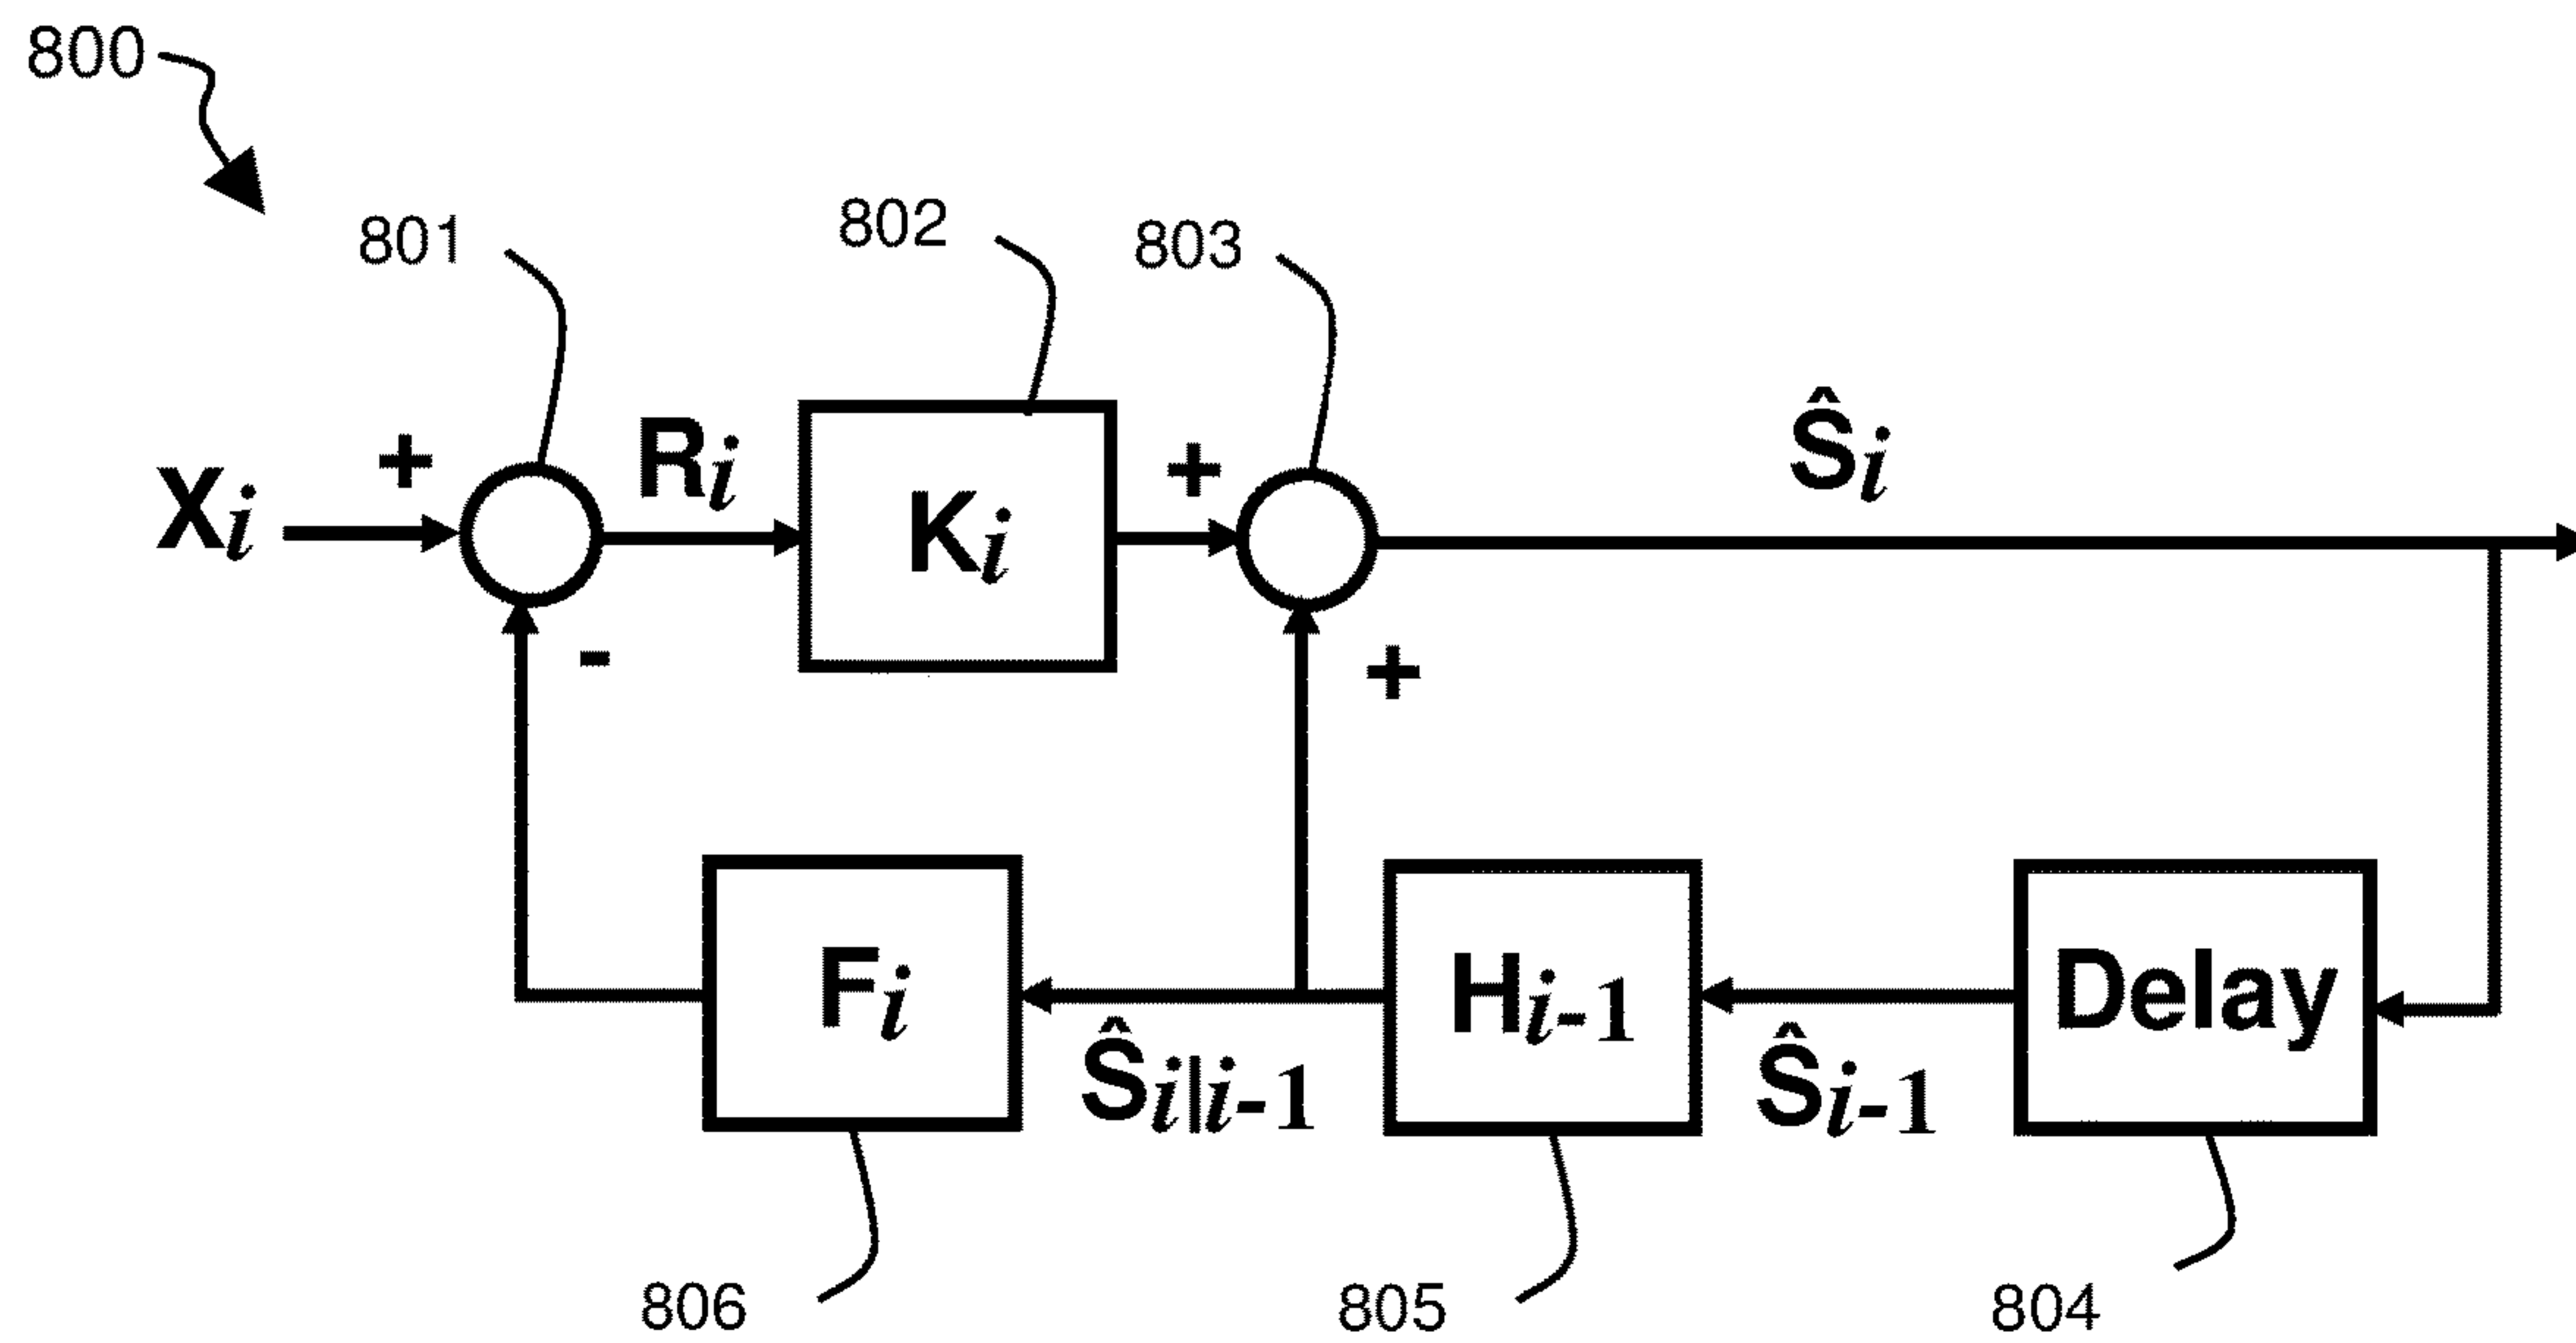 800
801
802
803
Xi
+
Ri
Ki
+
Ŝi
-
+
Fi
Ŝi|i-1
Hi-1
Ŝi-1
Delay
806
805
804